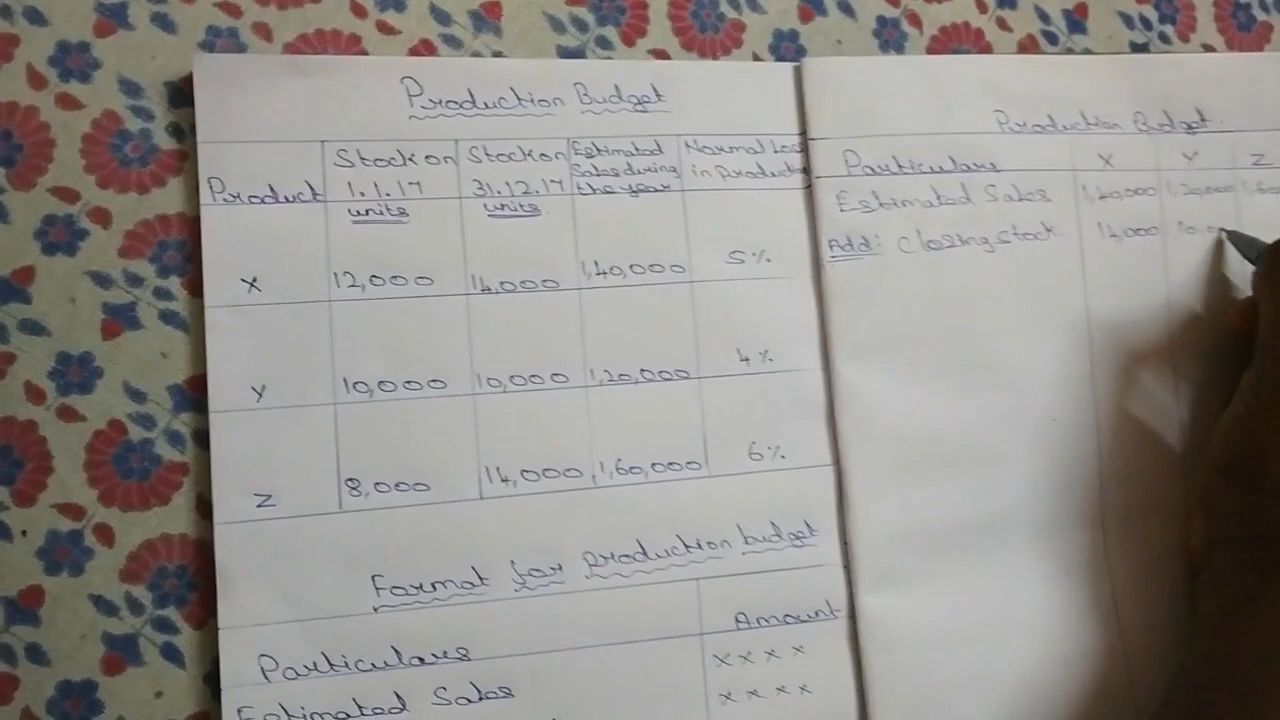 Production Budget
Product Stock on 1.1.17 units Stock on 31.12.17 units Estimated Sales during the year Normal Loss in Producti
X 12,000 14,000 1,40,000 5%
Y 10,000 10,000 1,20,000 4%
Z 8,000 14,000 1,60,000 6%
Format for production budget
Particulars Amount
x x x x
Estimated Sales x x x x
Production Budget
Particulars X Y Z
Estimated Sales 1,40,000 1,20,000
Add: Closing Stock 14,000